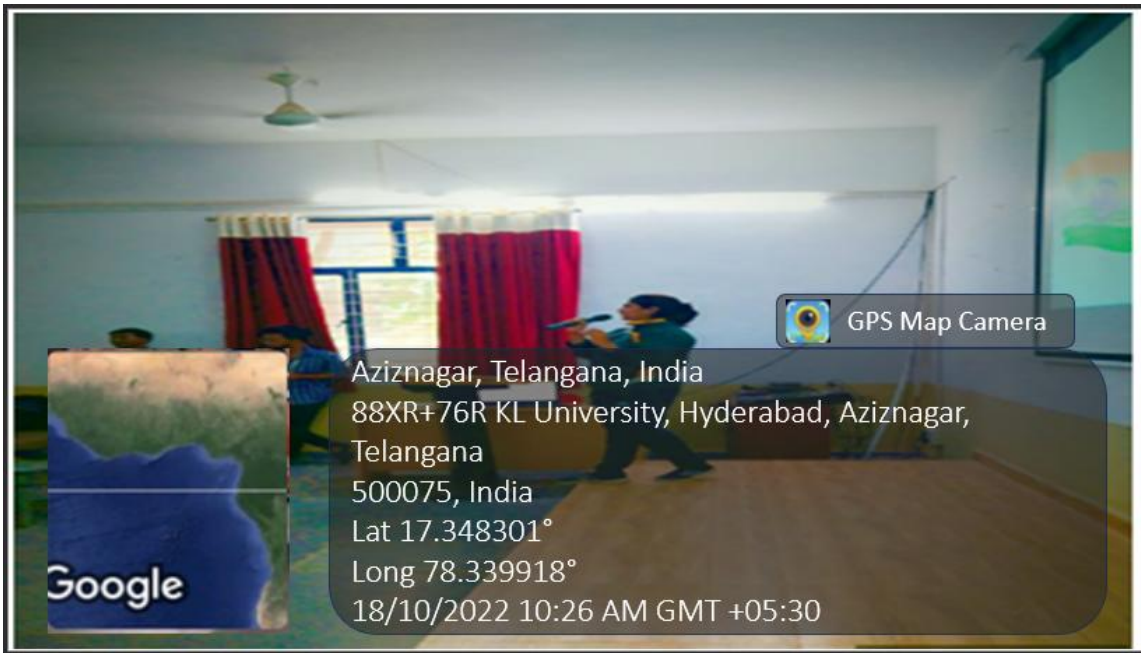 GPS Map Camera
Aziznagar, Telangana, India
88XR+76R KL University, Hyderabad, Aziznagar,
Telangana
500075, India
Lat 17.348301°
Long 78.339918°
18/10/2022 10:26 AM GMT +05:30
Google